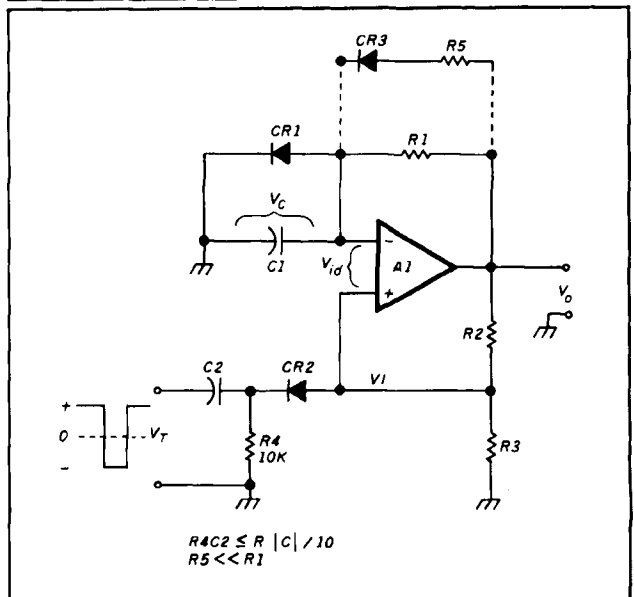 CR3
R5
CR1
R1
VC
C1
Vid
-
A1
+
Vo
R2
C2
CR2
V1
+
0
-
VT
R4
10K
R3
R4C2 ≤ R |C| /10
R5 << R1